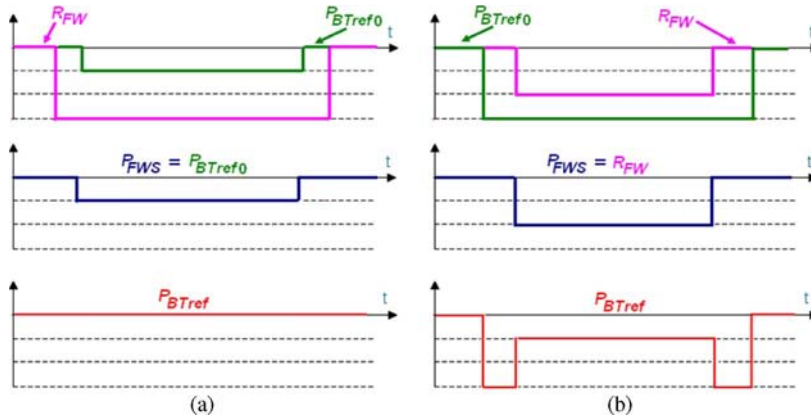 R_FW
P_BTref0
t
P_FWS = P_BTref0
t
P_BTref
t
(a)
P_BTref0
R_FW
t
P_FWS = R_FW
t
P_BTref
t
(b)